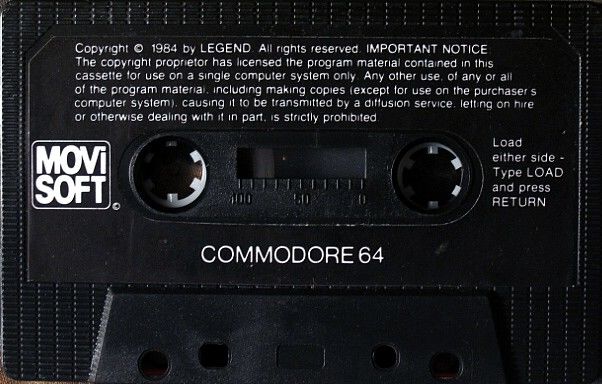 Copyright © 1984 by LEGEND. All rights reserved. IMPORTANT NOTICE
The copyright proprietor has licensed the program material contained in this
cassette for use on a single computer system only. Any other use, of any or all
of the program material, including making copies (except for use on the purchaser s
computer system), causing it to be transmitted by a diffusion service, letting on hire
or otherwise dealing with it in part, is strictly prohibited.
MOVi
SOFT
©
100 50 0
Load
either side -
Type LOAD
and press
RETURN
COMMODORE 64